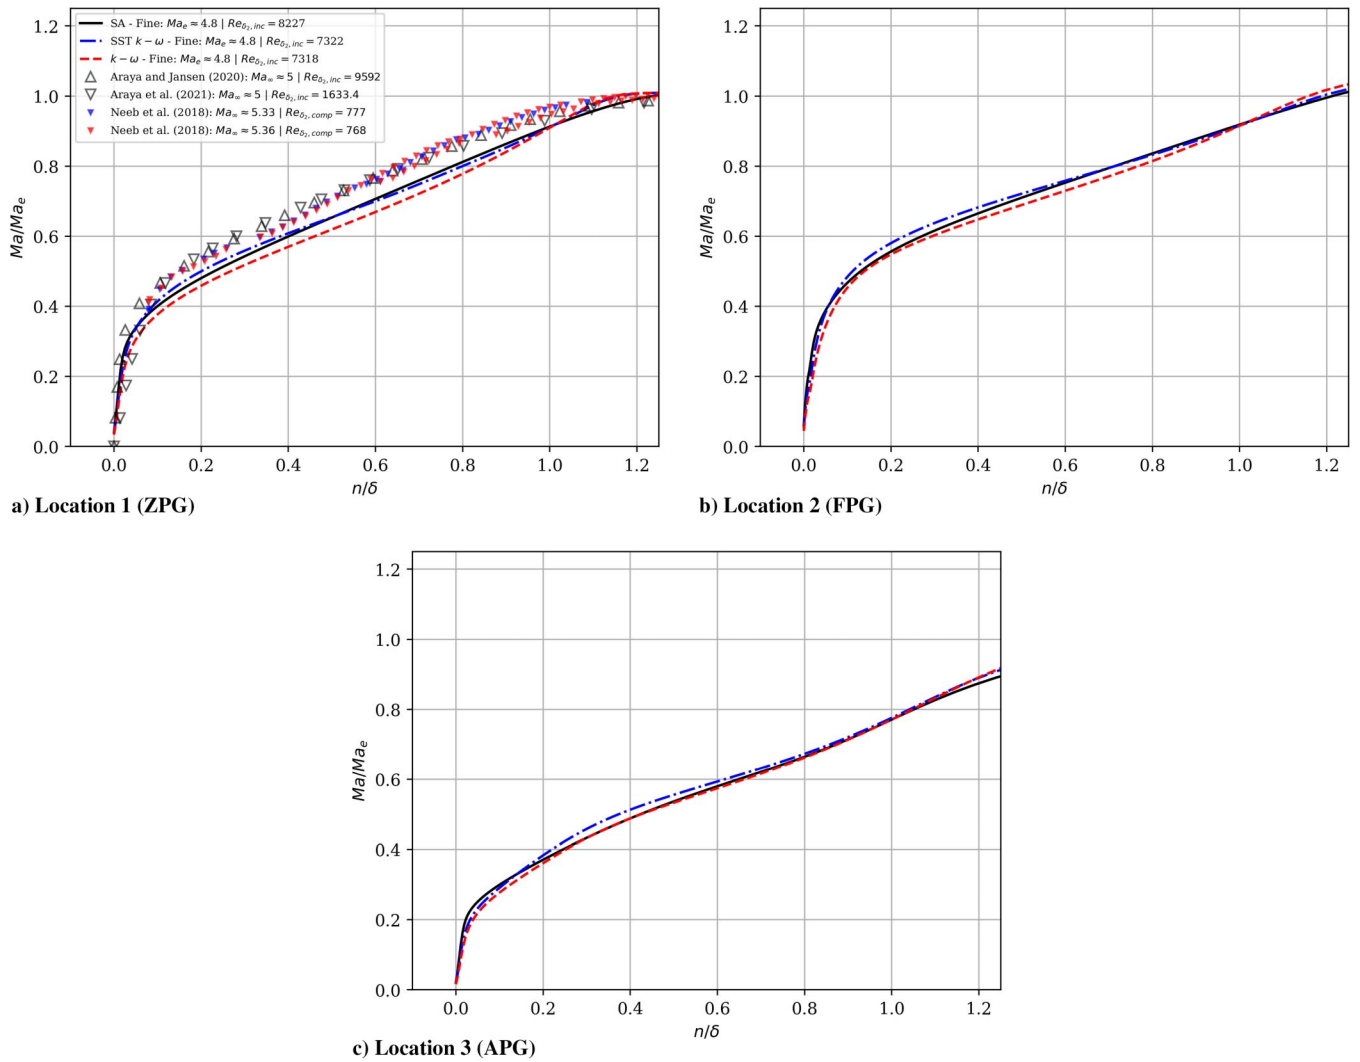 SA - Fine: Ma_e ≈ 4.8 | Re_δ₂,inc = 8227
SST k − ω - Fine: Ma_e ≈ 4.8 | Re_δ₂,inc = 7322
k − ω - Fine: Ma_e ≈ 4.8 | Re_δ₂,inc = 7318
Araya and Jansen (2020): Ma_∞ ≈ 5 | Re_δ₂,inc = 9592
Araya et al. (2021): Ma_∞ ≈ 5 | Re_δ₂,inc = 1633.4
Neeb et al. (2018): Ma_∞ ≈ 5.33 | Re_δ₂,comp = 777
Neeb et al. (2018): Ma_∞ ≈ 5.36 | Re_δ₂,comp = 768
1.2
1.0
0.8
0.6
0.4
0.2
0.0
Ma/Ma_e
0.0 0.2 0.4 0.6 0.8 1.0 1.2
n/δ
a) Location 1 (ZPG)
1.2
1.0
0.8
0.6
0.4
0.2
0.0
Ma/Ma_e
0.0 0.2 0.4 0.6 0.8 1.0 1.2
n/δ
b) Location 2 (FPG)
1.2
1.0
0.8
0.6
0.4
0.2
0.0
Ma/Ma_e
0.0 0.2 0.4 0.6 0.8 1.0 1.2
n/δ
c) Location 3 (APG)